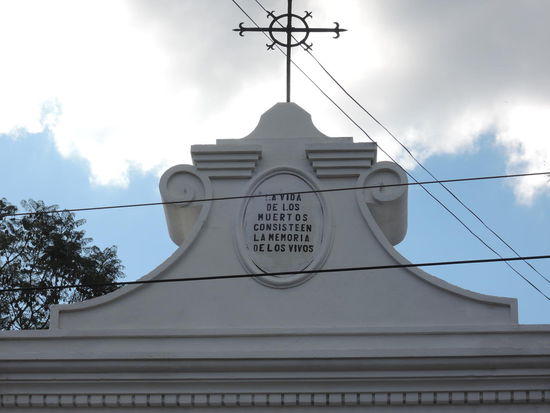 LA VIDA
DE LOS
MUERTOS
CONSISTEEN
LA MEMORIA
DE LOS VIVOS